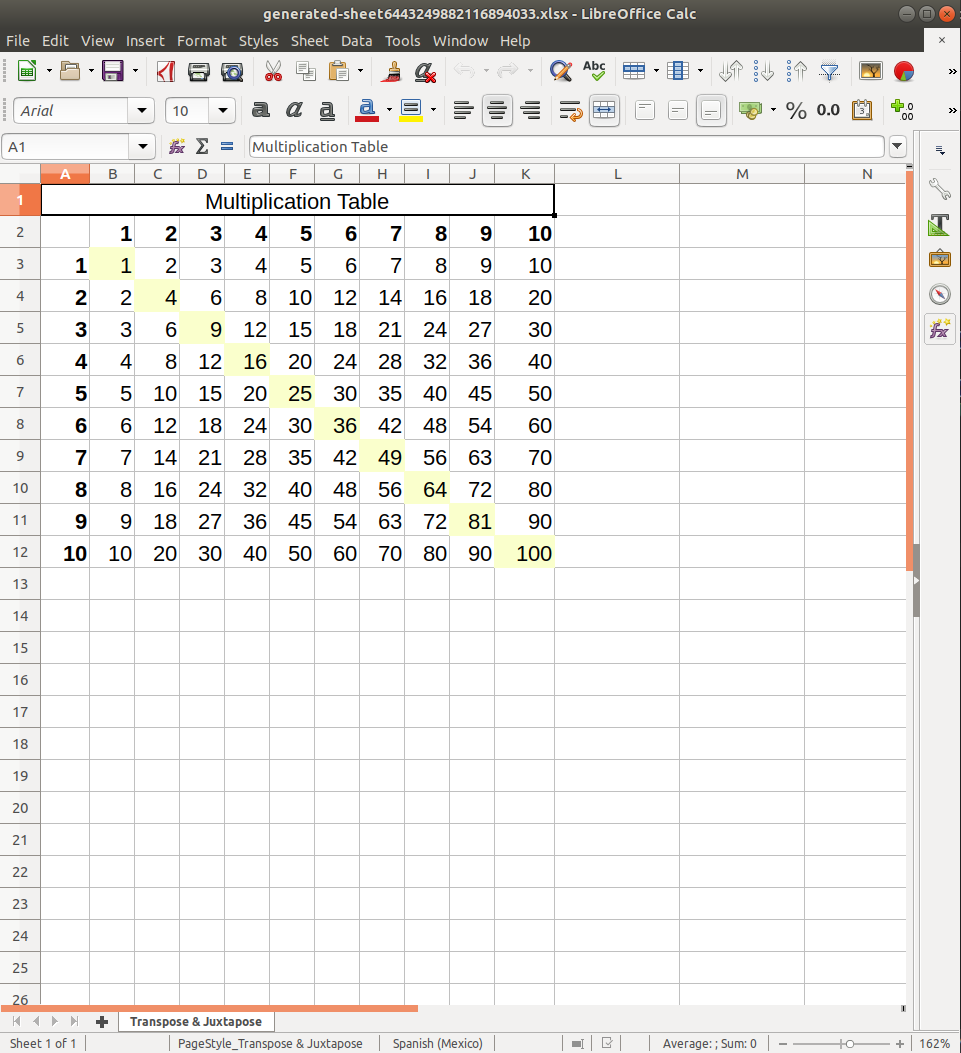 generated-sheet6443249882116894033.xlsx - LibreOffice Calc
File Edit View Insert Format Styles Sheet Data Tools Window Help
Arial 10 a a a a % 0.0
A1 Multiplication Table
A B C D E F G H I J K L M N
1 Multiplication Table
2 1 2 3 4 5 6 7 8 9 10
3 1 1 2 3 4 5 6 7 8 9 10
4 2 2 4 6 8 10 12 14 16 18 20
5 3 3 6 9 12 15 18 21 24 27 30
6 4 4 8 12 16 20 24 28 32 36 40
7 5 5 10 15 20 25 30 35 40 45 50
8 6 6 12 18 24 30 36 42 48 54 60
9 7 7 14 21 28 35 42 49 56 63 70
10 8 8 16 24 32 40 48 56 64 72 80
11 9 9 18 27 36 45 54 63 72 81 90
12 10 10 20 30 40 50 60 70 80 90 100
13
14
15
16
17
18
19
20
21
22
23
24
25
26
Transpose & Juxtapose
Sheet 1 of 1 PageStyle_Transpose & Juxtapose Spanish (Mexico) Average: ; Sum: 0 162%